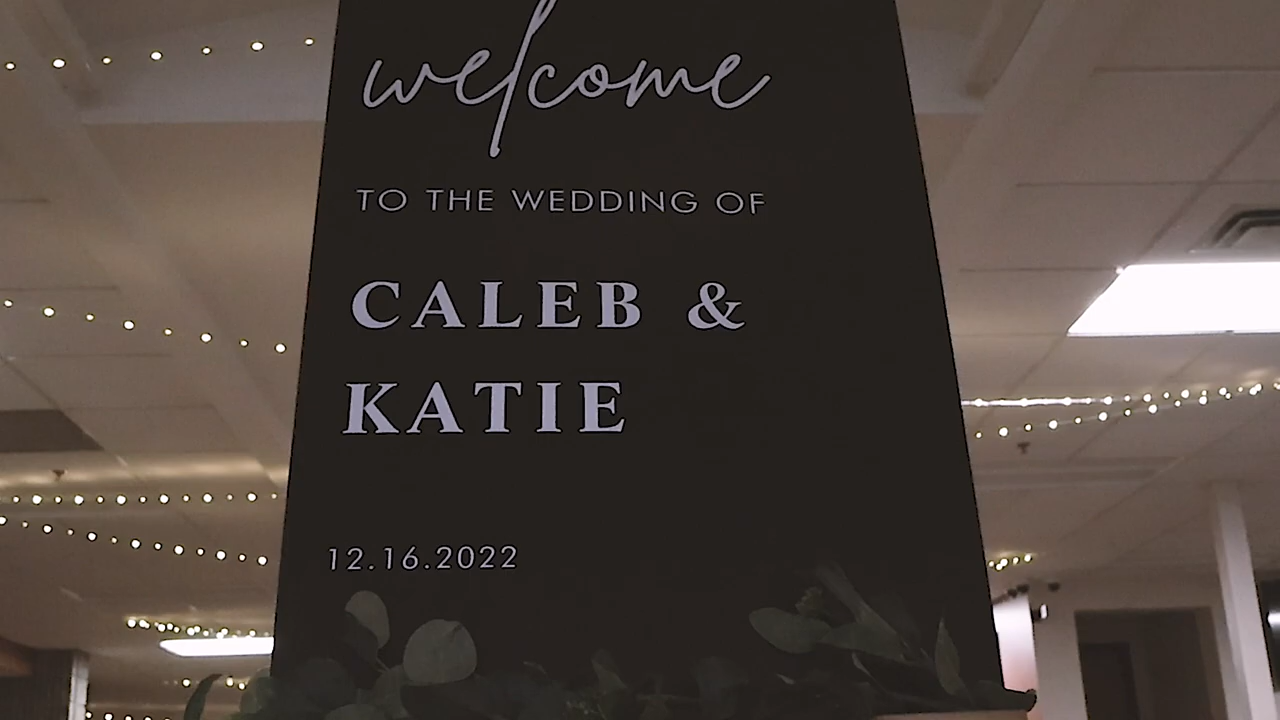 welcome
TO THE WEDDING OF
CALEB &
KATIE
12.16.2022